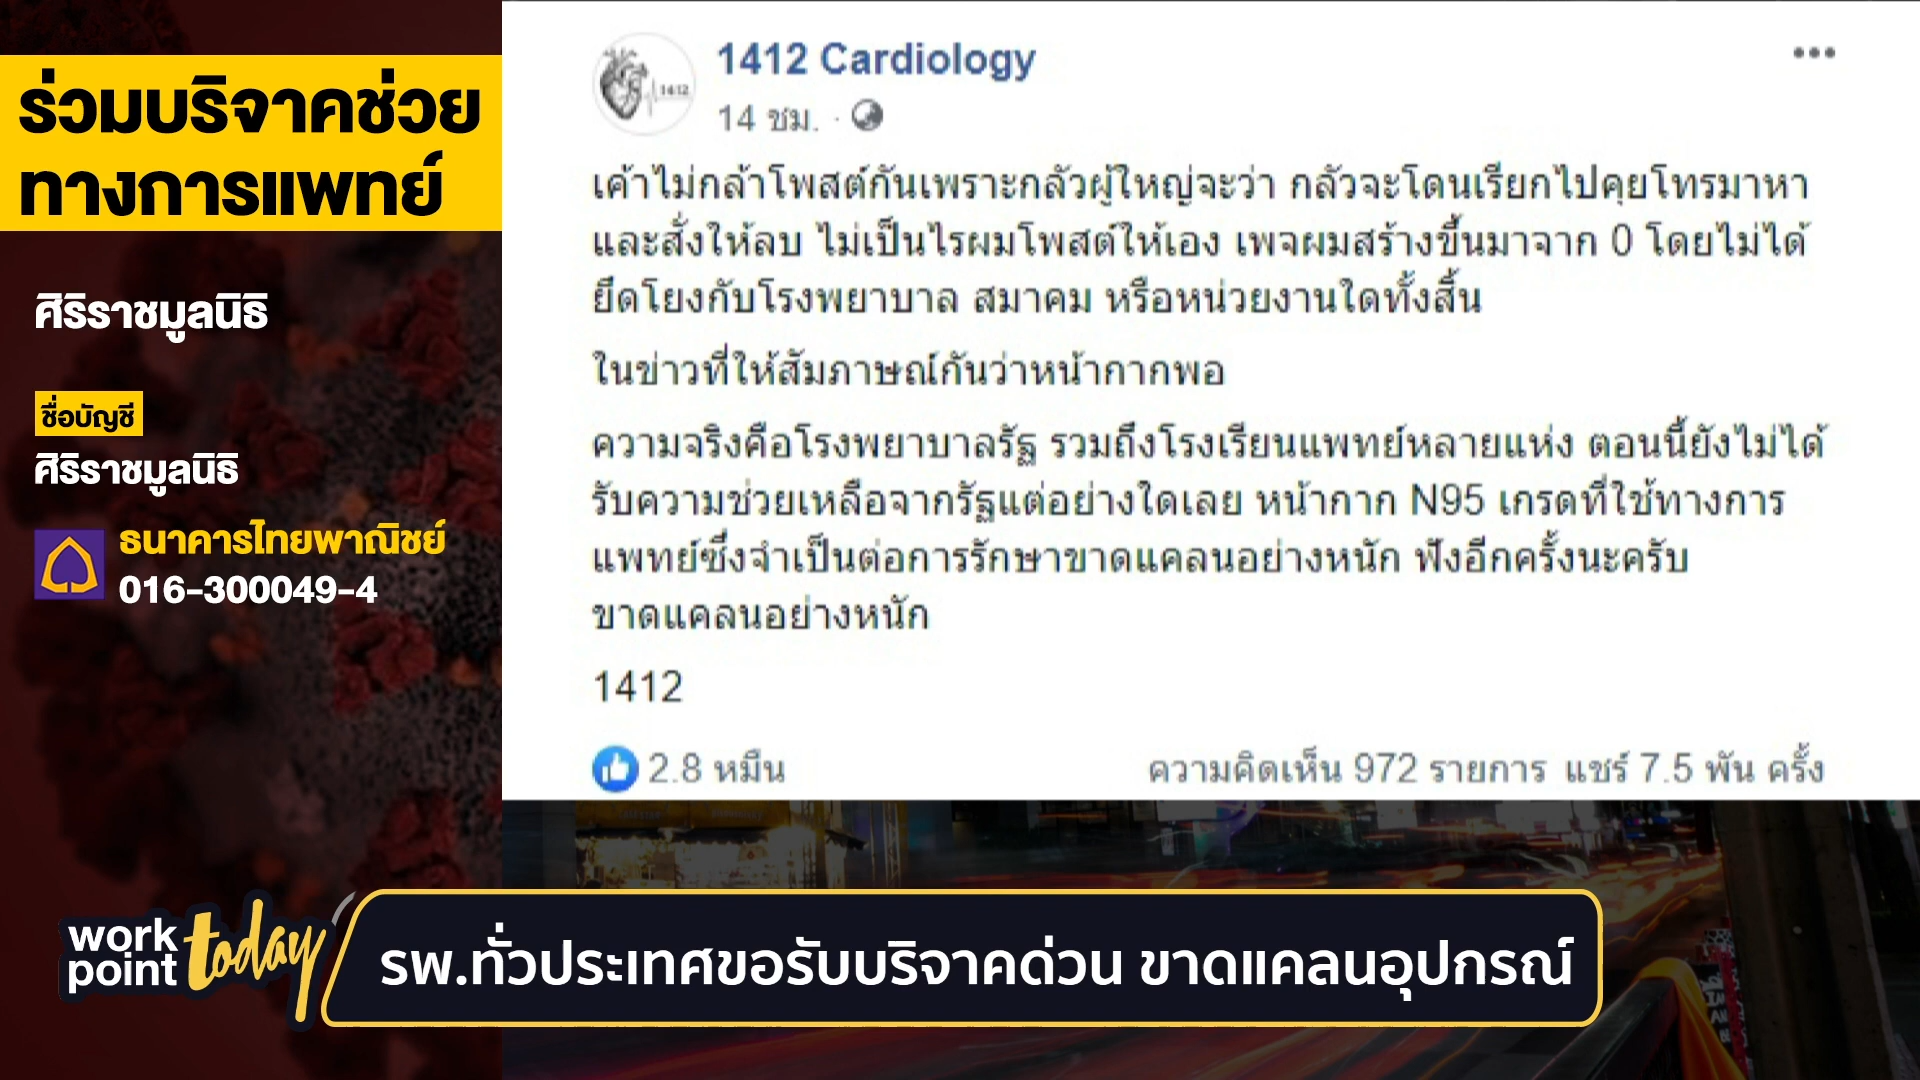 ร่วมบริจาคช่วย
ทางการแพทย์
ศิริราชมูลนิธิ
ชื่อบัญชี
ศิริราชมูลนิธิ
ธนาคารไทยพาณิชย์
016-300049-4
1412
1412 Cardiology
14 ชม. ·
เค้าไม่กล้าโพสต์กันเพราะกลัวผู้ใหญ่จะว่า กลัวจะโดนเรียกไปคุยโทรมาหา
และสั่งให้ลบ ไม่เป็นไรผมโพสต์ให้เอง เพจผมสร้างขึ้นมาจาก 0 โดยไม่ได้
ยึดโยงกับโรงพยาบาล สมาคม หรือหน่วยงานใดทั้งสิ้น
ในข่าวที่ให้สัมภาษณ์กันว่าหน้ากากพอ
ความจริงคือโรงพยาบาลรัฐ รวมถึงโรงเรียนแพทย์หลายแห่ง ตอนนี้ยังไม่ได้
รับความช่วยเหลือจากรัฐแต่อย่างใดเลย หน้ากาก N95 เกรดที่ใช้ทางการ
แพทย์ซึ่งจำเป็นต่อการรักษาขาดแคลนอย่างหนัก ฟังอีกครั้งนะครับ
ขาดแคลนอย่างหนัก
1412
2.8 หมื่น
ความคิดเห็น 972 รายการ แชร์ 7.5 พัน ครั้ง
work
point today
รพ.ทั่วประเทศขอรับบริจาคด่วน ขาดแคลนอุปกรณ์